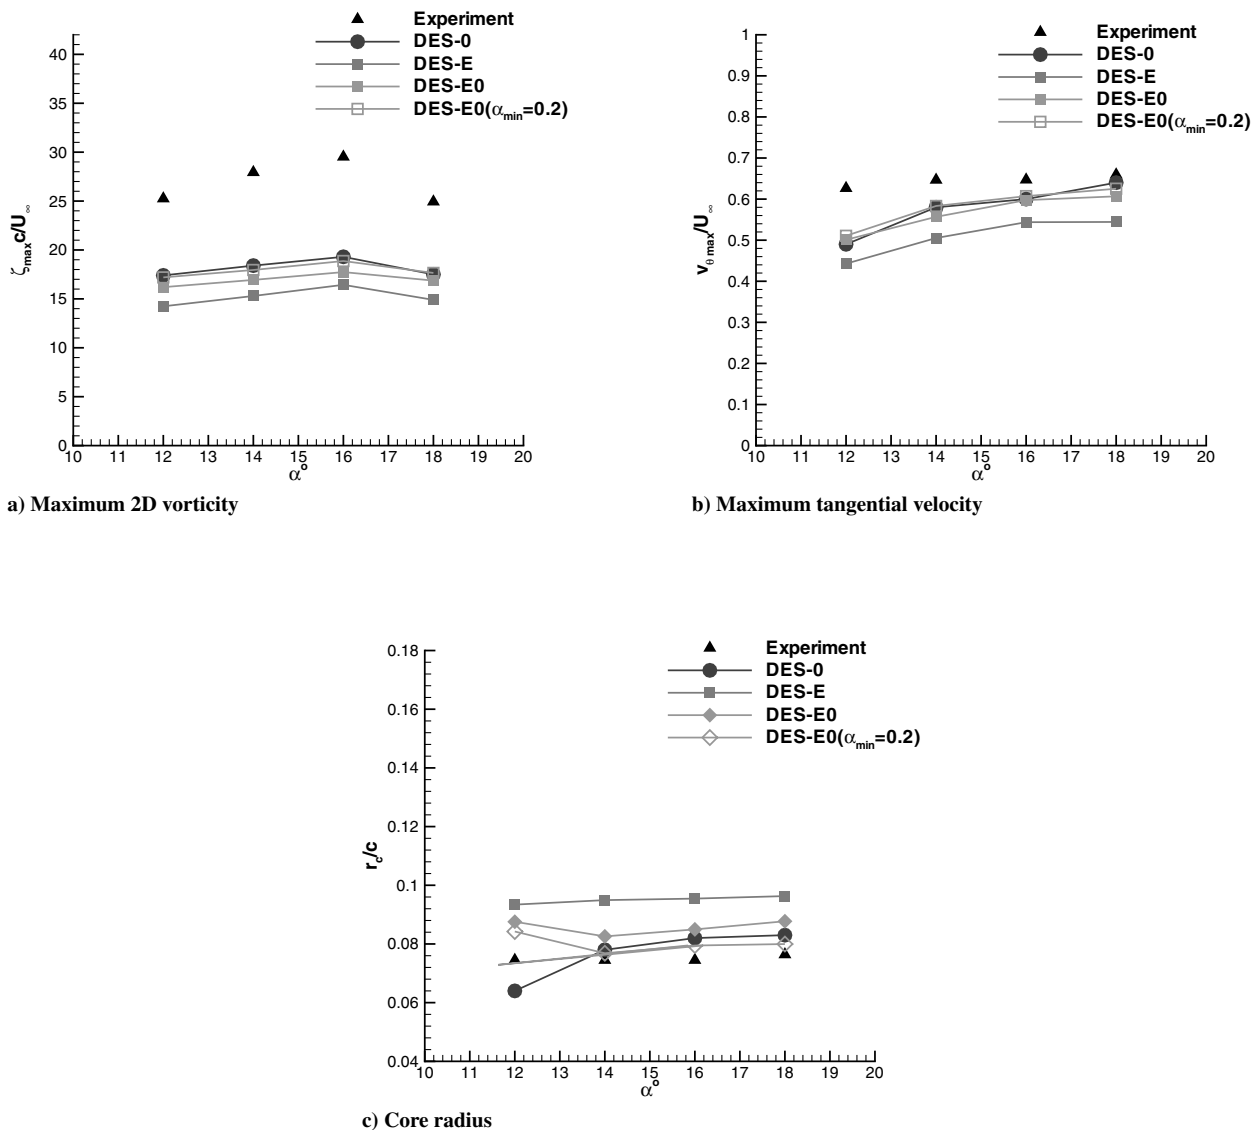 Experiment
DES-0
DES-E
DES-E0
DES-E0(αmin=0.2)
40
35
30
25
20
15
10
5
0
ζmaxc/U∞
10 11 12 13 14 15 16 17 18 19 20
α°
a) Maximum 2D vorticity
Experiment
DES-0
DES-E
DES-E0
DES-E0(αmin=0.2)
1
0.9
0.8
0.7
0.6
0.5
0.4
0.3
0.2
0.1
0
vθ max/U∞
10 11 12 13 14 15 16 17 18 19 20
α°
b) Maximum tangential velocity
Experiment
DES-0
DES-E
DES-E0
DES-E0(αmin=0.2)
0.18
0.16
0.14
0.12
0.1
0.08
0.06
0.04
rc/c
10 11 12 13 14 15 16 17 18 19 20
α°
c) Core radius